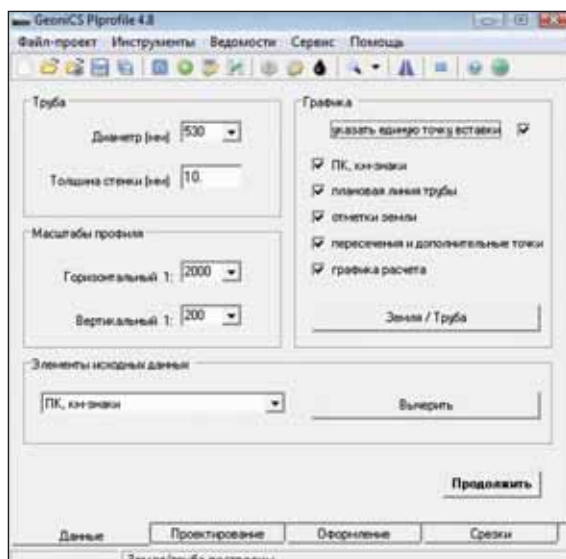 GeoniCS Plprofile 4.8
Файл-проект Инструменты Ведомости Сервис Помощь
Труба
Диаметр (мм) 530
Толщина стенки (мм) 10.
Масштабы профиля
Горизонтальный 1: 2000
Вертикальный 1: 200
Графика
указать единую точку вставки
ПК, км-знаки
плановая линия трубы
отметки земли
пересечения и дополнительные точки
графика расчета
Земля / Труба
Элементы исходных данных
ПК, км-знаки
Вычерить
Продолжить
Данные Проектирование Оформление Срезки
Земля/труба построены